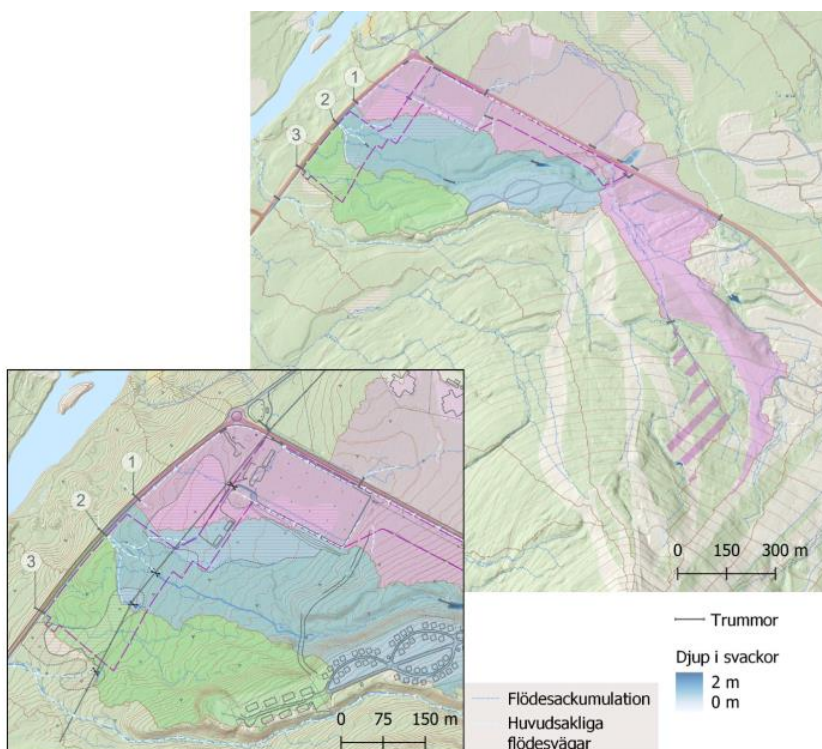 1
2
3
0 150 300 m
1
2
3
0 75 150 m
Trummor
Djup i svackor
2 m
0 m
Flödesackumulation
Huvudsakliga
flödesvägar